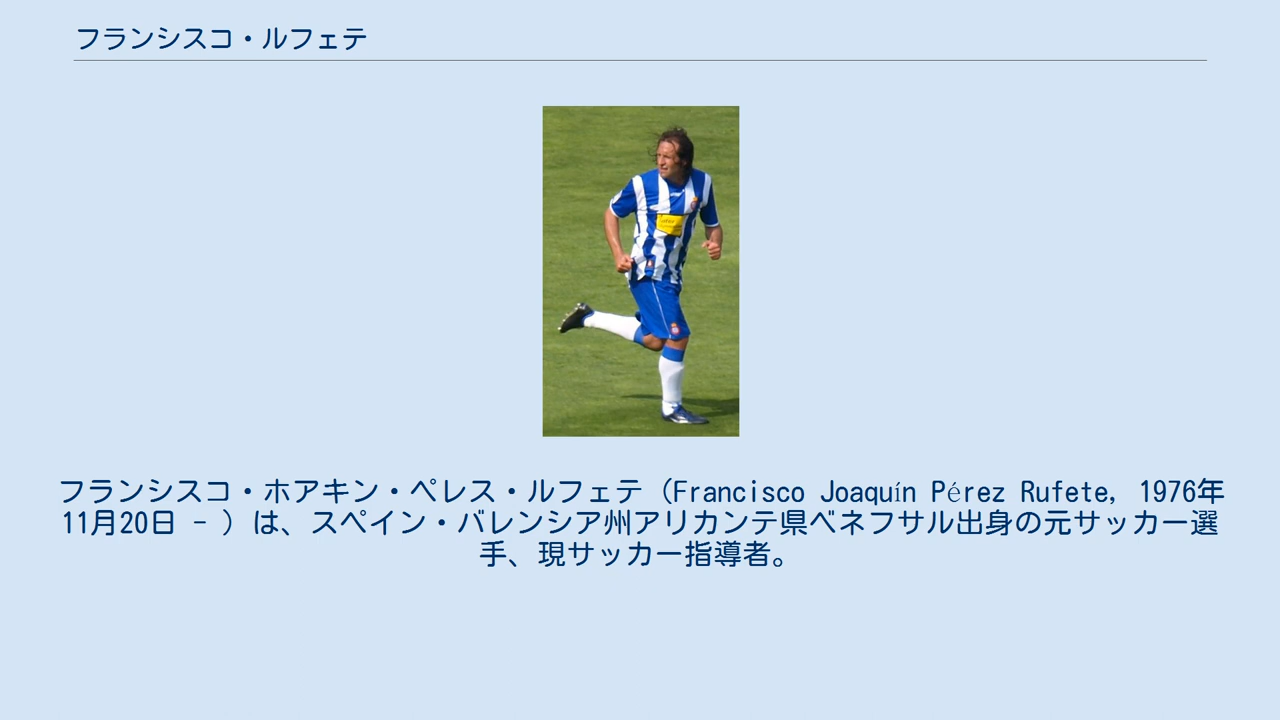 フランシスコ・ルフェテ
フランシスコ・ホアキン・ペレス・ルフェテ（Francisco Joaquín Pérez Rufete, 1976年
11月20日 - ）は、スペイン・バレンシア州アリカンテ県ベネフサル出身の元サッカー選
手、現サッカー指導者。